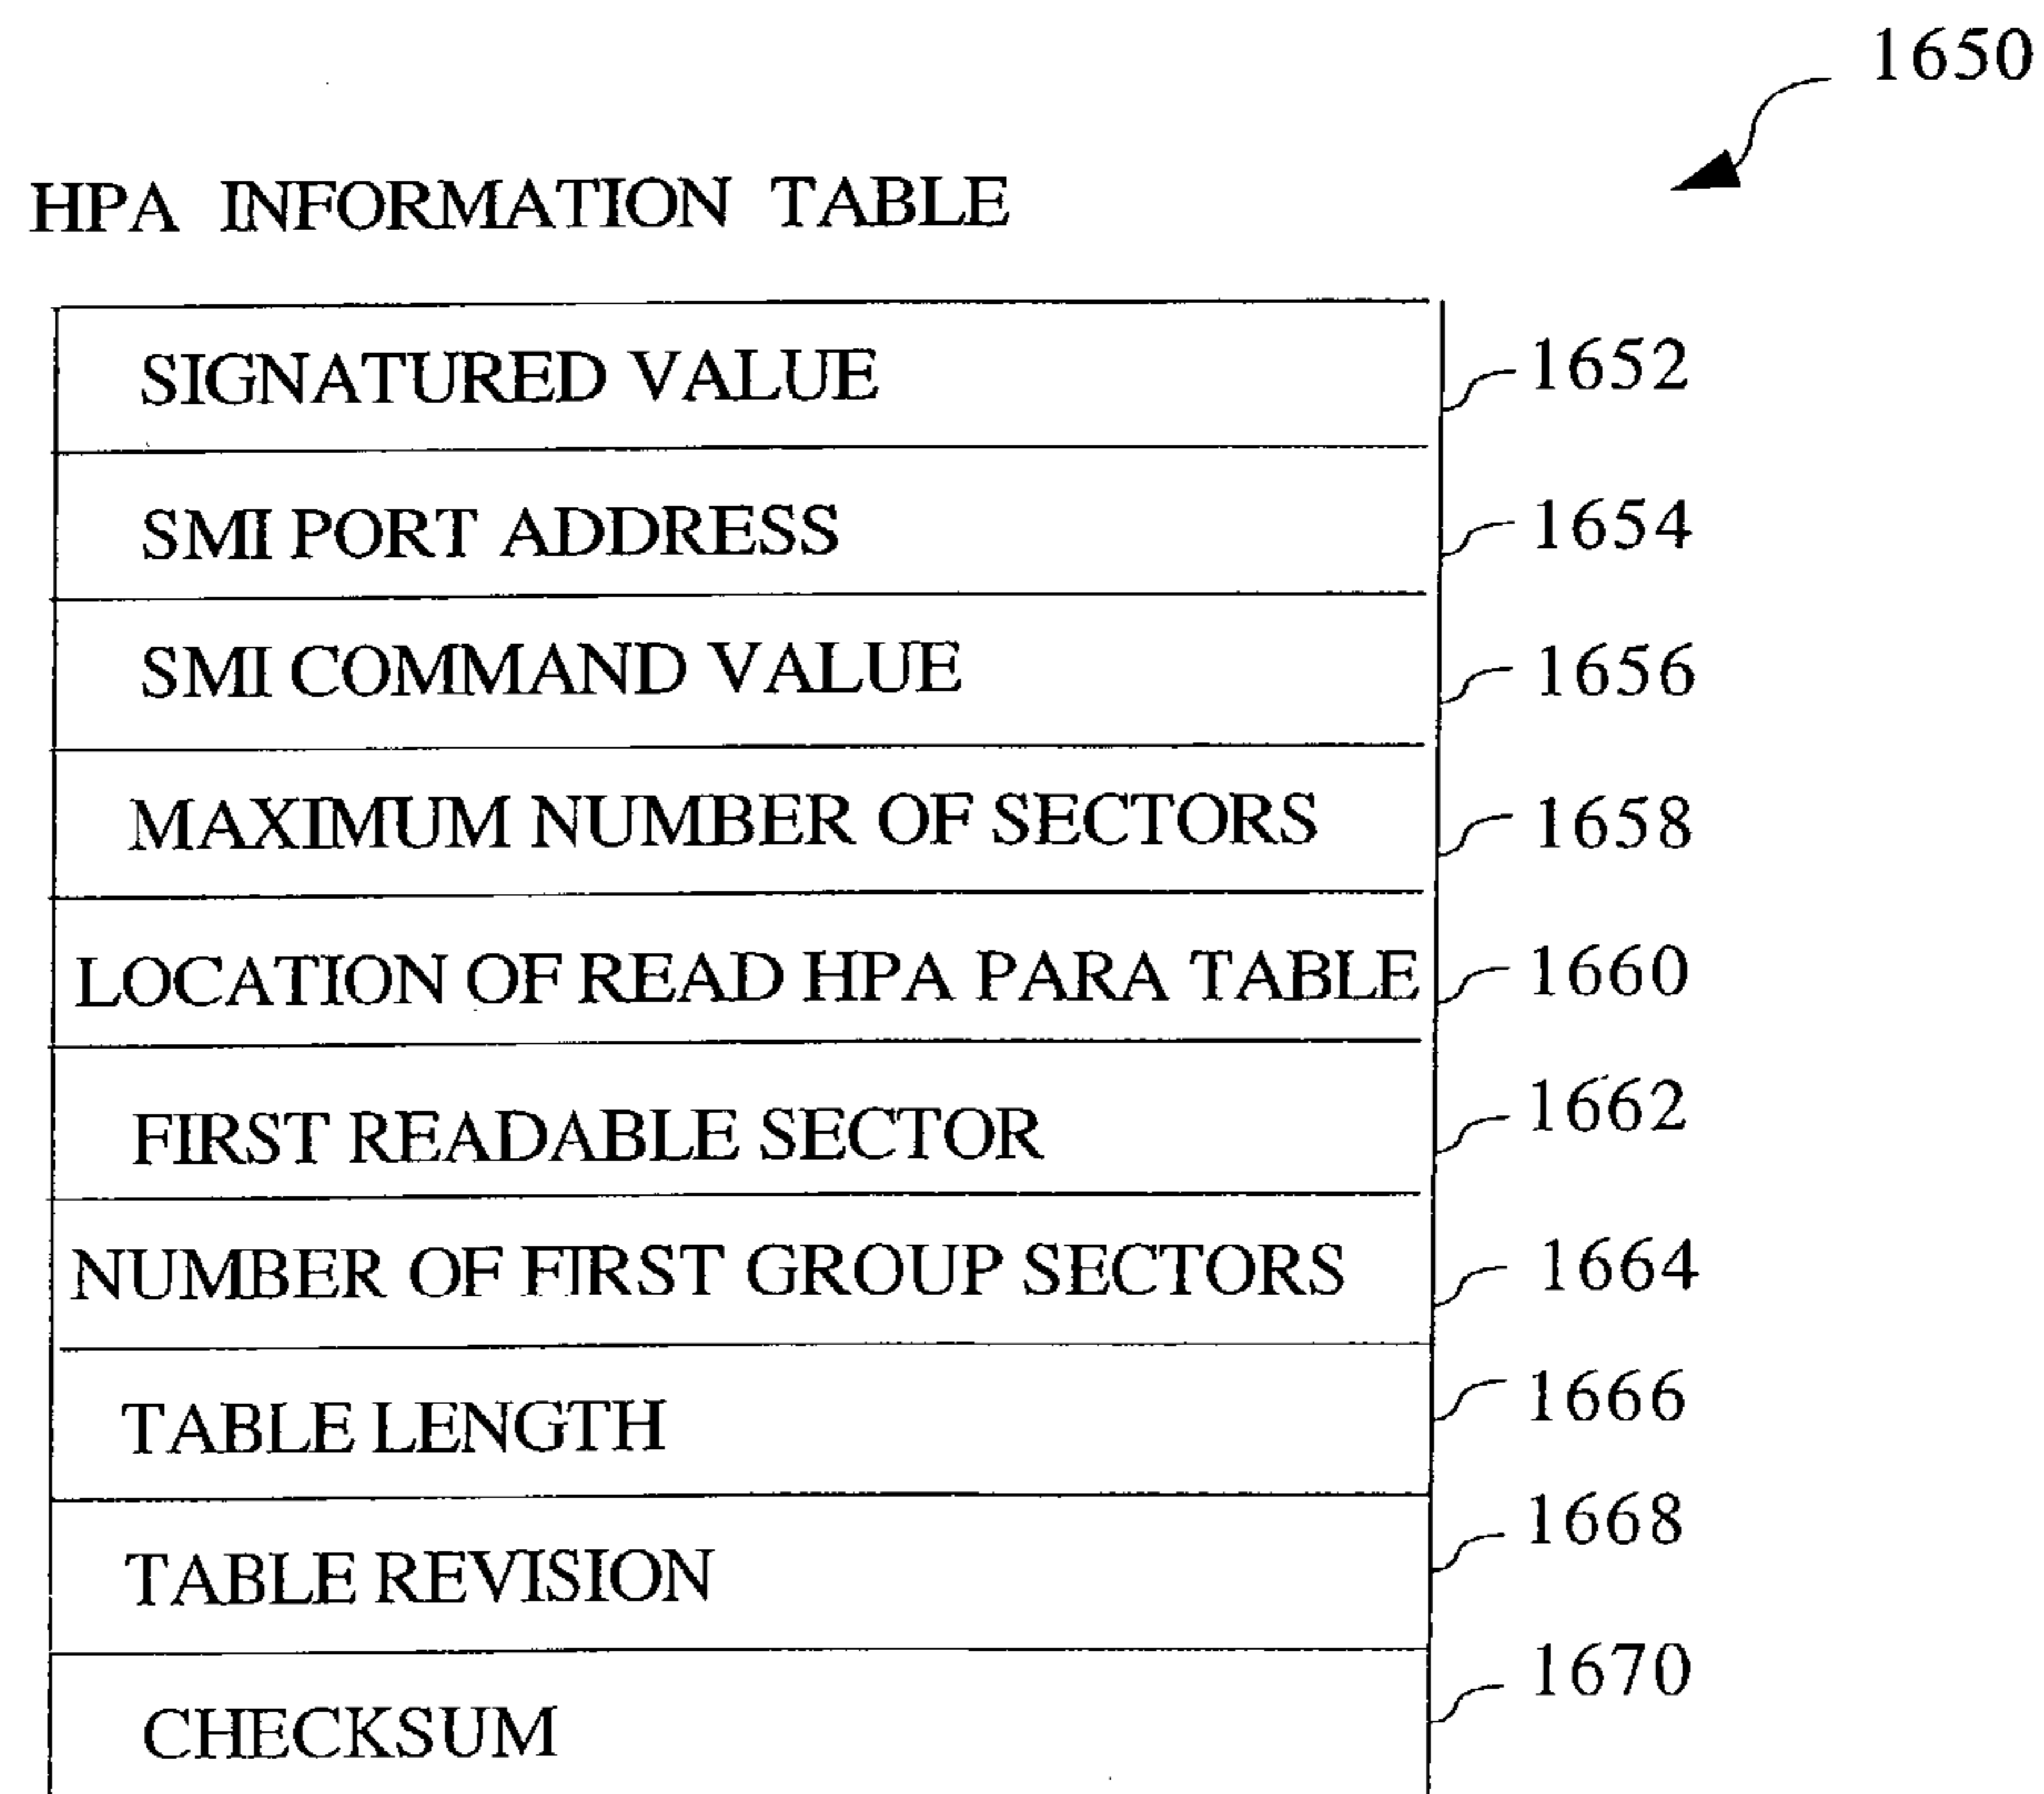 1650
HPA INFORMATION TABLE
SIGNATURED VALUE 1652
SMI PORT ADDRESS 1654
SMI COMMAND VALUE 1656
MAXIMUM NUMBER OF SECTORS 1658
LOCATION OF READ HPA PARA TABLE 1660
FIRST READABLE SECTOR 1662
NUMBER OF FIRST GROUP SECTORS 1664
TABLE LENGTH 1666
TABLE REVISION 1668
CHECKSUM 1670